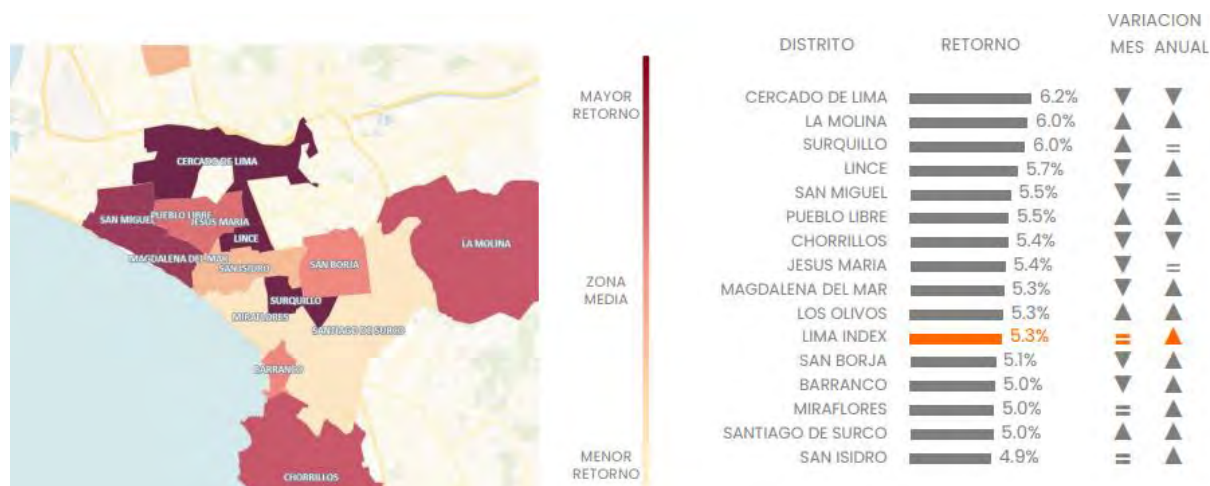 CERCADO DE LIMA
PUEBLO LIBRE
SAN MIGUEL
JESUS MARIA
LINCE
LA MOLINA
MAGDALENA DEL MAR
SAN ISIDRO
SAN BORJA
SURQUILLO
MIRAFLORES
SANTIAGO DE SURCO
BARRANCO
CHORRILLOS
MAYOR
RETORNO
ZONA
MEDIA
MENOR
RETORNO
VARIACION
DISTRITO RETORNO MES ANUAL
CERCADO DE LIMA 6.2% ▼ ▼
LA MOLINA 6.0% ▲ ▲
SURQUILLO 6.0% ▲ =
LINCE 5.7% ▼ ▲
SAN MIGUEL 5.5% ▼ =
PUEBLO LIBRE 5.5% ▲ ▲
CHORRILLOS 5.4% ▼ ▼
JESUS MARIA 5.4% ▼ =
MAGDALENA DEL MAR 5.3% ▼ ▲
LOS OLIVOS 5.3% ▲ ▲
LIMA INDEX 5.3% = ▲
SAN BORJA 5.1% ▼ ▲
BARRANCO 5.0% ▼ ▲
MIRAFLORES 5.0% = ▲
SANTIAGO DE SURCO 5.0% ▲ ▲
SAN ISIDRO 4.9% = ▲